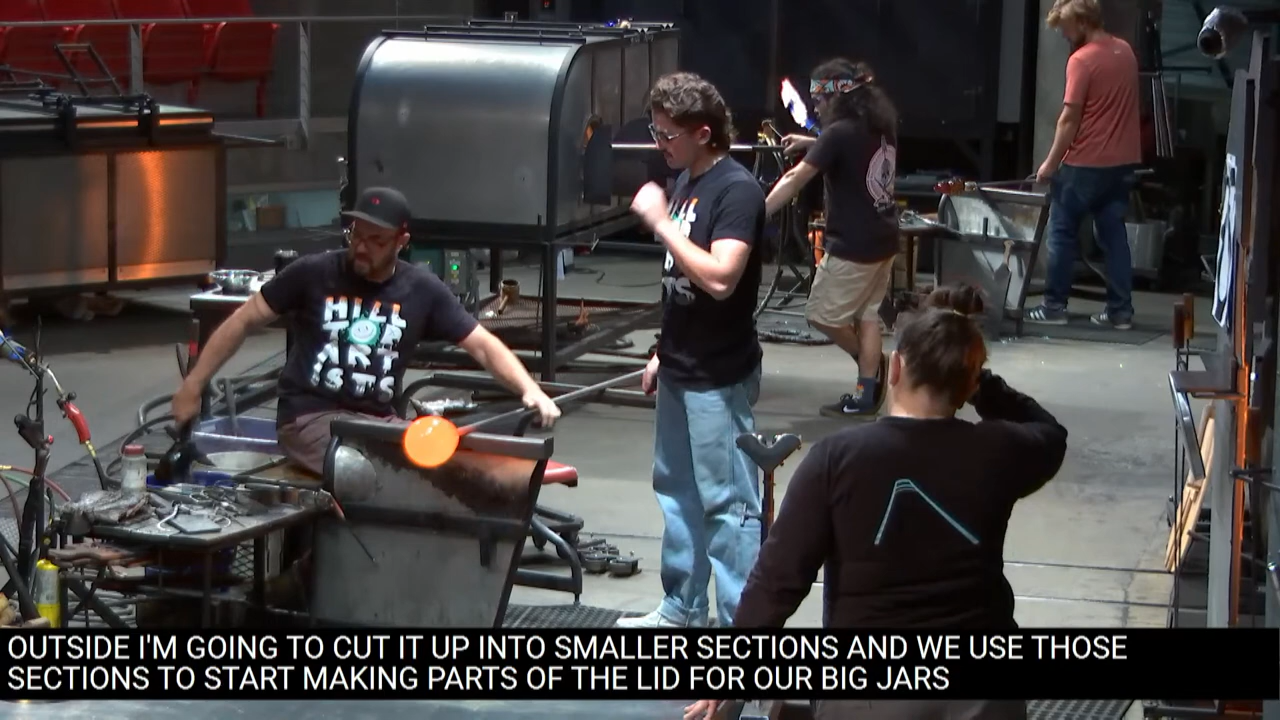 HILL
TOP
ART
ISTS
OUTSIDE I'M GOING TO CUT IT UP INTO SMALLER SECTIONS AND WE USE THOSE
SECTIONS TO START MAKING PARTS OF THE LID FOR OUR BIG JARS